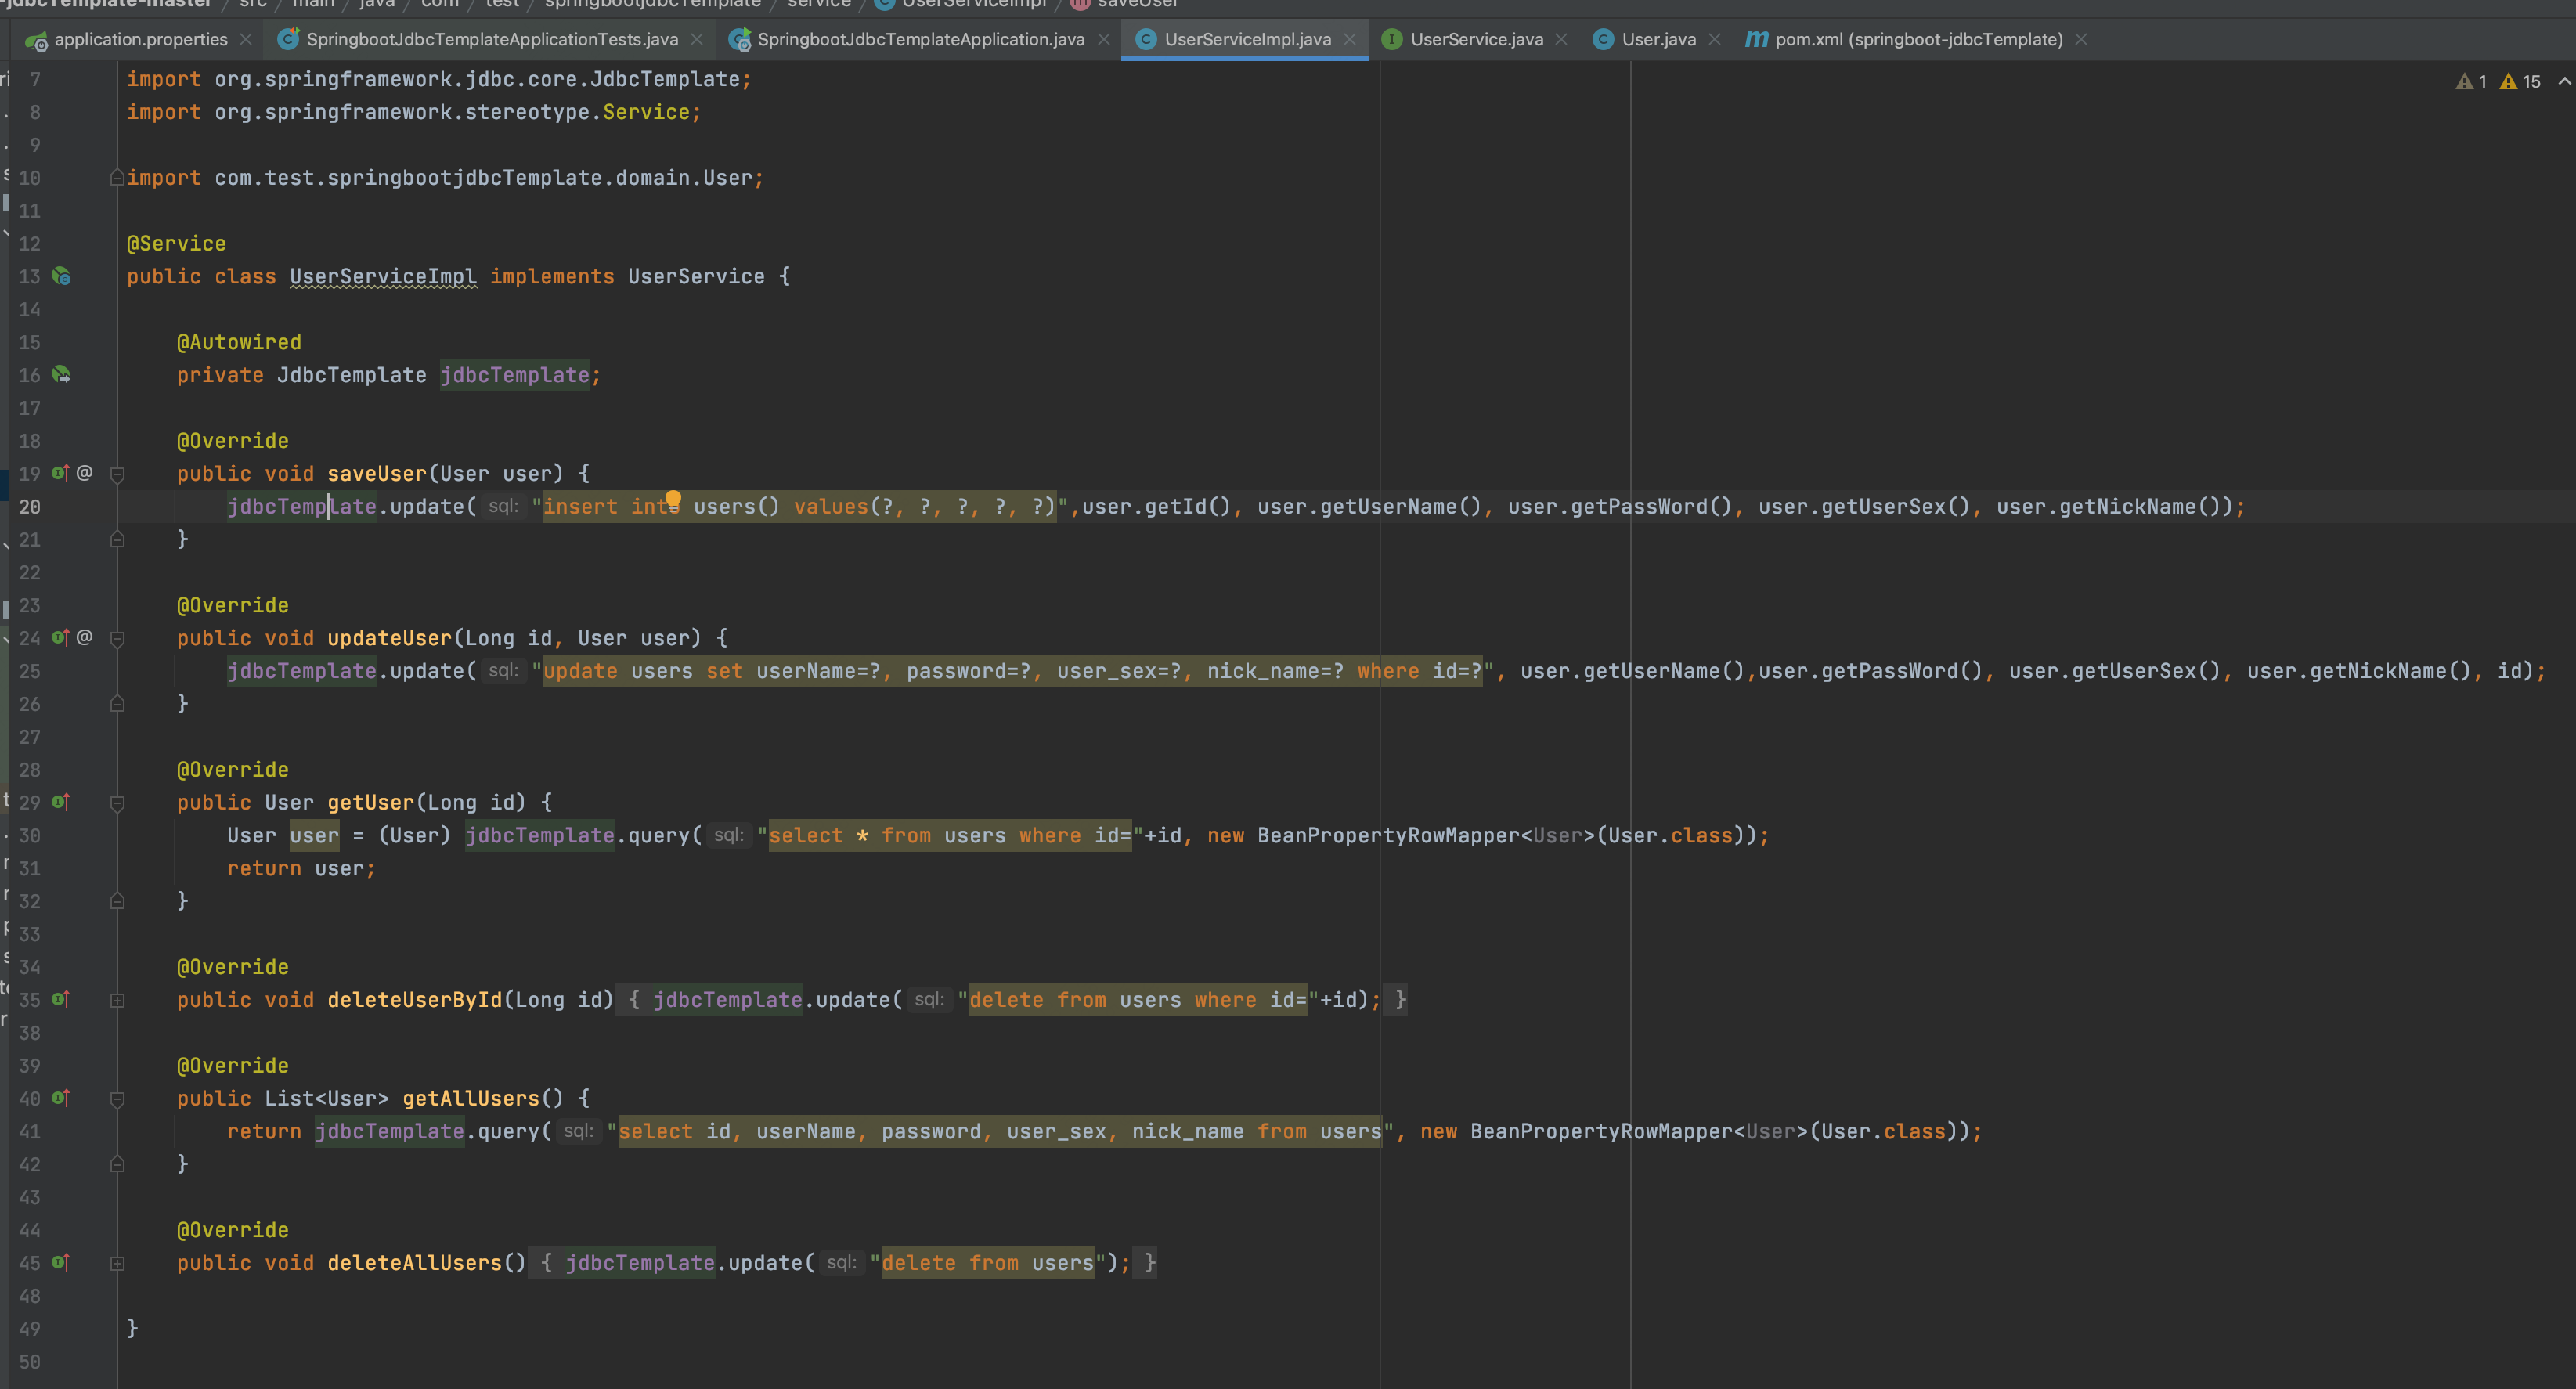 -jdbcTemplate-master / src / main / java / com / test / springbootjdbcTemplate / service / UserServiceImpl / m saveUser
application.properties SpringbootJdbcTemplateApplicationTests.java SpringbootJdbcTemplateApplication.java UserServiceImpl.java UserService.java User.java pom.xml (springboot-jdbcTemplate)
1 15
7 import org.springframework.jdbc.core.JdbcTemplate;
8 import org.springframework.stereotype.Service;
9
10 import com.test.springbootjdbcTemplate.domain.User;
11
12 @Service
13 public class UserServiceImpl implements UserService {
14
15 @Autowired
16 private JdbcTemplate jdbcTemplate;
17
18 @Override
19 @ public void saveUser(User user) {
20 jdbcTemplate.update( sql: "insert into users() values(?, ?, ?, ?, ?)",user.getId(), user.getUserName(), user.getPassWord(), user.getUserSex(), user.getNickName());
21 }
22
23 @Override
24 @ public void updateUser(Long id, User user) {
25 jdbcTemplate.update( sql: "update users set userName=?, password=?, user_sex=?, nick_name=? where id=?", user.getUserName(),user.getPassWord(), user.getUserSex(), user.getNickName(), id);
26 }
27
28 @Override
29 public User getUser(Long id) {
30 User user = (User) jdbcTemplate.query( sql: "select * from users where id="+id, new BeanPropertyRowMapper<User>(User.class));
31 return user;
32 }
33
34 @Override
35 public void deleteUserById(Long id) { jdbcTemplate.update( sql: "delete from users where id="+id); }
38
39 @Override
40 public List<User> getAllUsers() {
41 return jdbcTemplate.query( sql: "select id, userName, password, user_sex, nick_name from users", new BeanPropertyRowMapper<User>(User.class));
42 }
43
44 @Override
45 public void deleteAllUsers() { jdbcTemplate.update( sql: "delete from users"); }
48
49 }
50